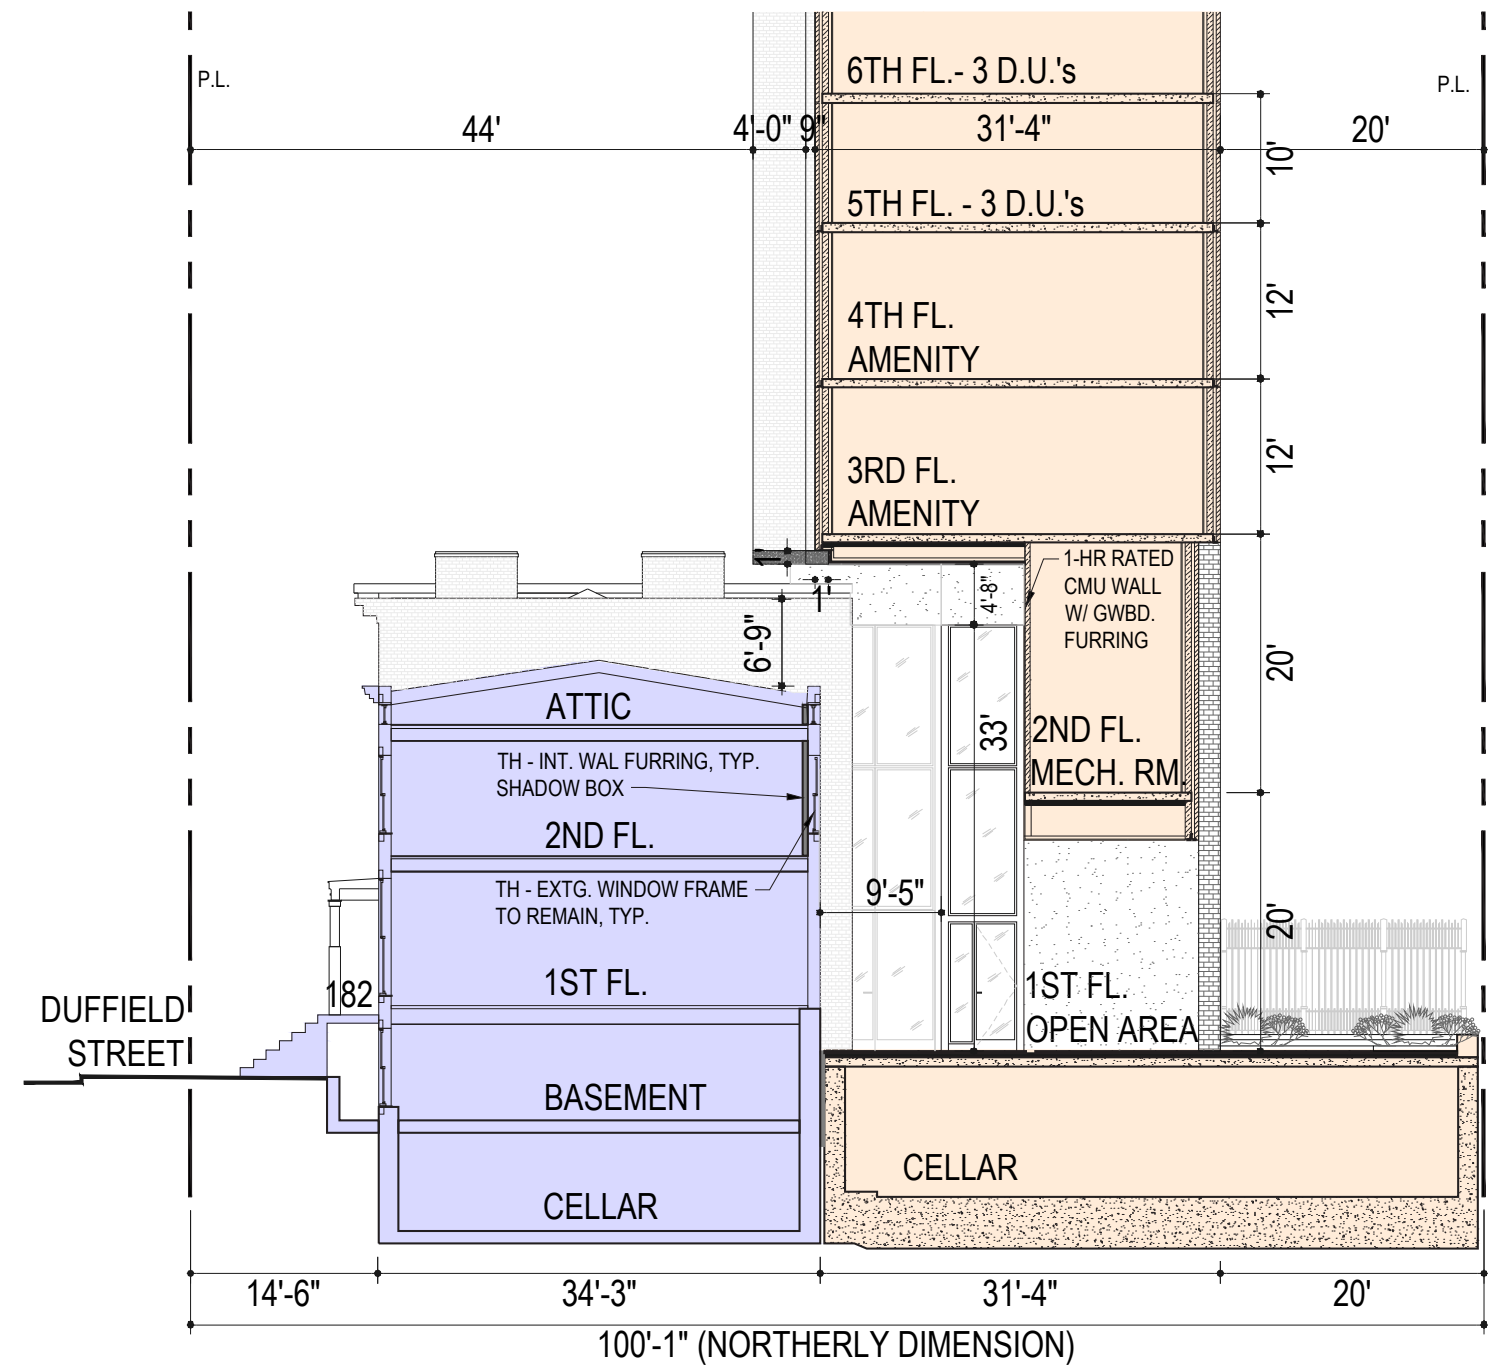 6TH FL.- 3 D.U.'s
P.L.
P.L.
44'
4'-0"
9"
31'-4"
20'
10'
5TH FL. - 3 D.U.'s
12'
4TH FL.
AMENITY
12'
3RD FL.
AMENITY
1'
1-HR RATED
CMU WALL
W/ GWBD.
FURRING
1'
4'-8"
6'-9"
20'
ATTIC
33'
2ND FL.
MECH. RM.
TH - INT. WAL FURRING, TYP.
SHADOW BOX
2ND FL.
TH - EXTG. WINDOW FRAME
TO REMAIN, TYP.
9'-5"
20'
1ST FL.
182
1ST FL.
OPEN AREA
DUFFIELD
STREET
BASEMENT
CELLAR
CELLAR
14'-6"
34'-3"
31'-4"
20'
100'-1" (NORTHERLY DIMENSION)